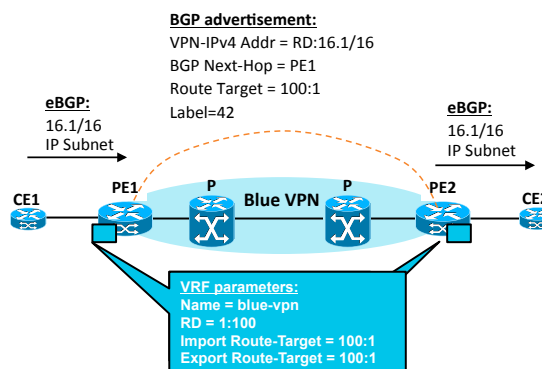 BGP advertisement:
VPN-IPv4 Addr = RD:16.1/16
BGP Next-Hop = PE1
Route Target = 100:1
Label=42
eBGP:
16.1/16
IP Subnet
eBGP:
16.1/16
IP Subnet
CE1
PE1
P
Blue VPN
P
PE2
CE2
VRF parameters:
Name = blue-vpn
RD = 1:100
Import Route-Target = 100:1
Export Route-Target = 100:1